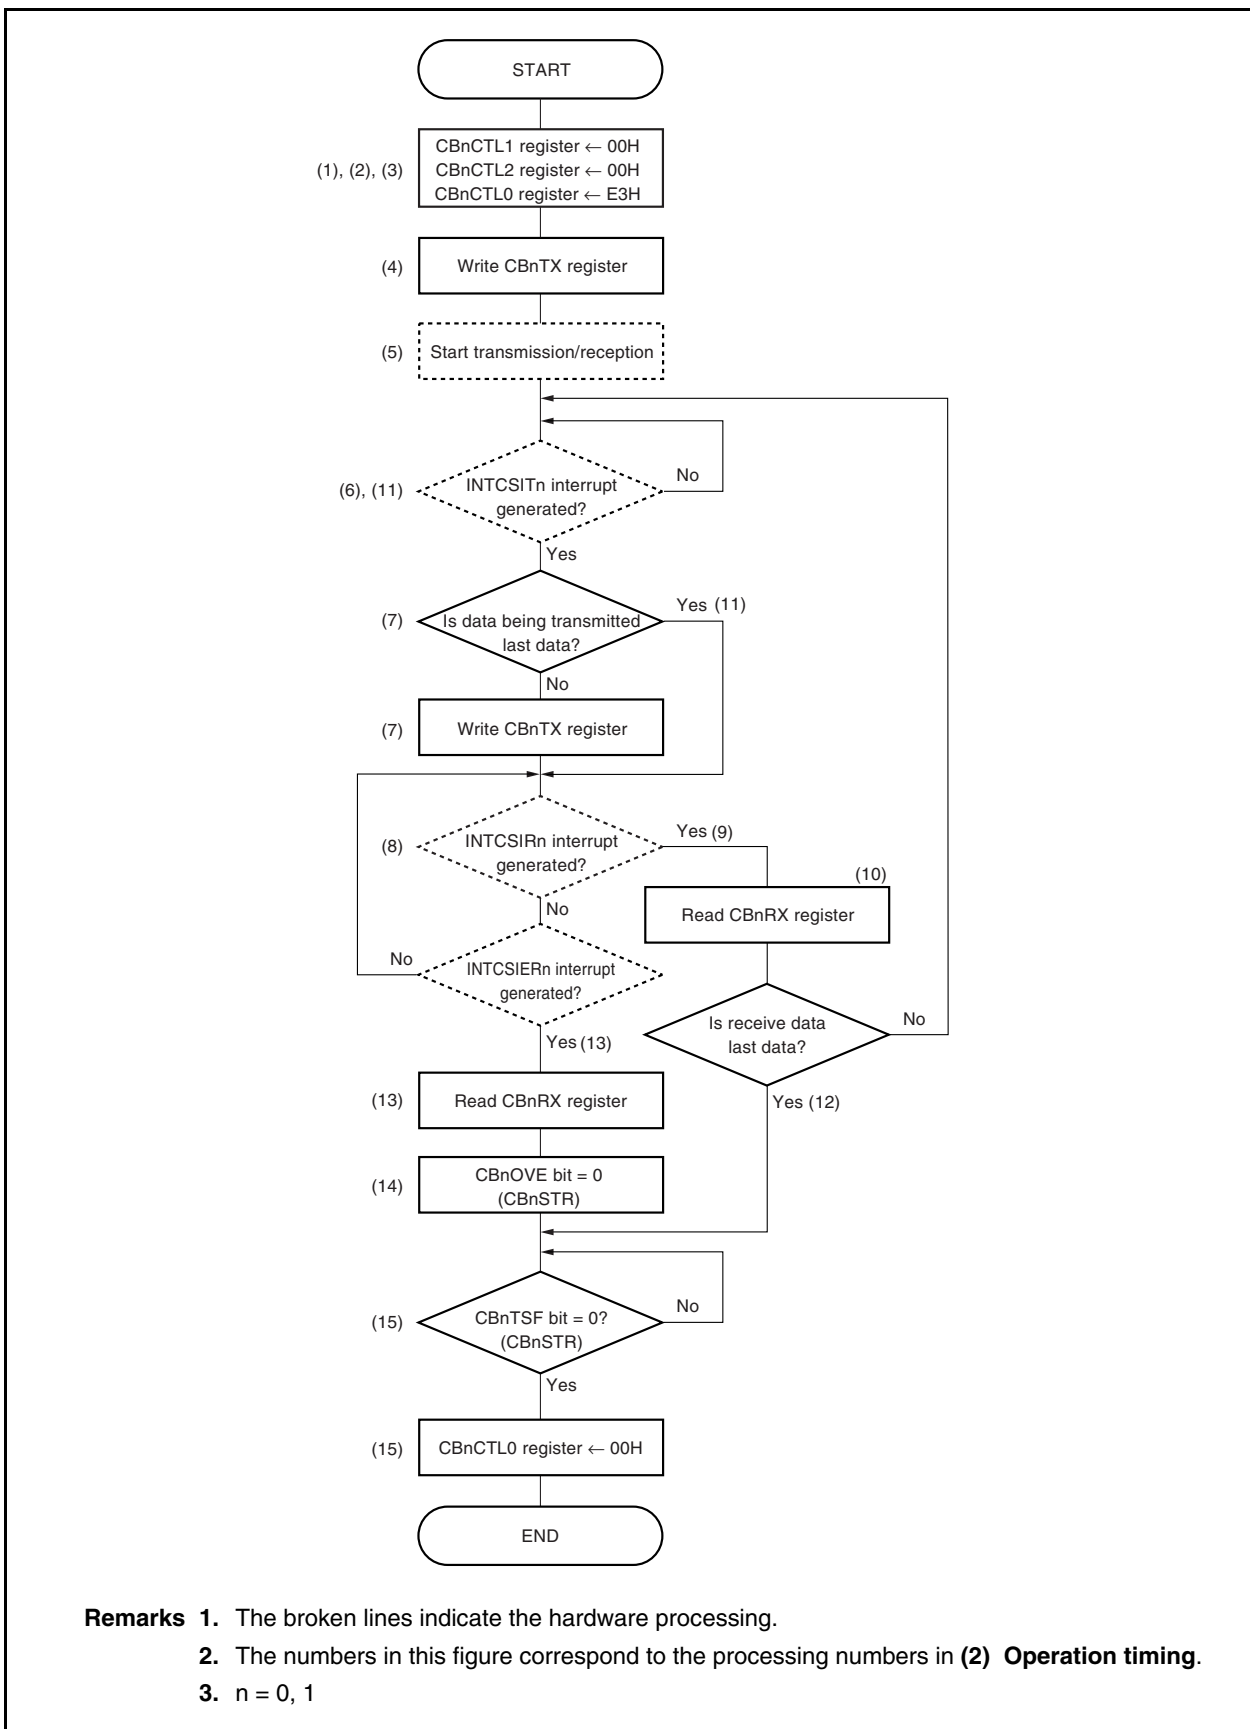 START
(1), (2), (3)
CBnCTL1 register ← 00H
CBnCTL2 register ← 00H
CBnCTL0 register ← E3H
(4)
Write CBnTX register
(5)
Start transmission/reception
(6), (11)
INTCSITn interrupt
generated?
No
Yes
(7)
Is data being transmitted
last data?
Yes (11)
No
(7)
Write CBnTX register
(8)
INTCSIRn interrupt
generated?
Yes (9)
No
(10)
Read CBnRX register
No
INTCSIERn interrupt
generated?
Yes (13)
Is receive data
last data?
No
Yes (12)
(13)
Read CBnRX register
(14)
CBnOVE bit = 0
(CBnSTR)
(15)
CBnTSF bit = 0?
(CBnSTR)
No
Yes
(15)
CBnCTL0 register ← 00H
END
Remarks 1. The broken lines indicate the hardware processing.
2. The numbers in this figure correspond to the processing numbers in (2) Operation timing.
3. n = 0, 1